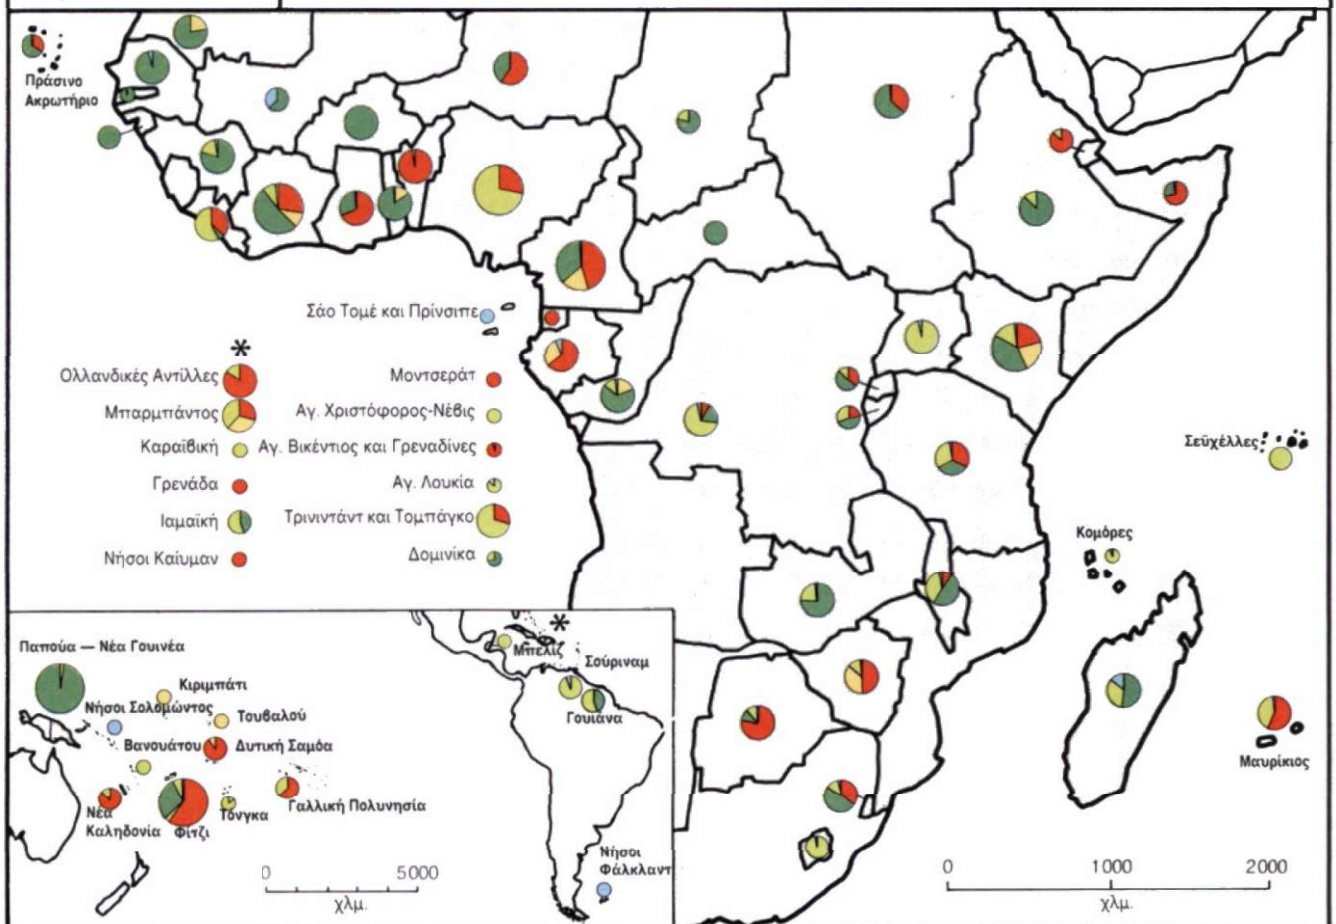 Πράσινο
Ακρωτήριο
Σάο Τομέ και Πρίνσιπε
*
Ολλανδικές Αντίλλες
Μοντσεράτ
Μπαρμπάντος
Αγ. Χριστόφορος-Νέβις
Καραϊβική
Αγ. Βικέντιος και Γρεναδίνες
Γρενάδα
Αγ. Λουκία
Ιαμαϊκή
Τρινιντάντ και Τομπάγκο
Νήσοι Καίυμαν
Δομινίκα
Σεϋχέλλες
Κομόρες
Μαυρίκιος
Παπούα — Νέα Γουινέα
Κιριμπάτι
Νήσοι Σολομώντος
Τουβαλού
Βανουάτου
Δυτική Σαμόα
Νέα
Καληδονία
Φίτζι
Τόνγκα
Γαλλική Πολυνησία
*
Μπελίζ
Σούριναμ
Γουιάνα
Νήσοι
Φάλκλαντ
0 5000
χλμ.
0 1000 2000
χλμ.